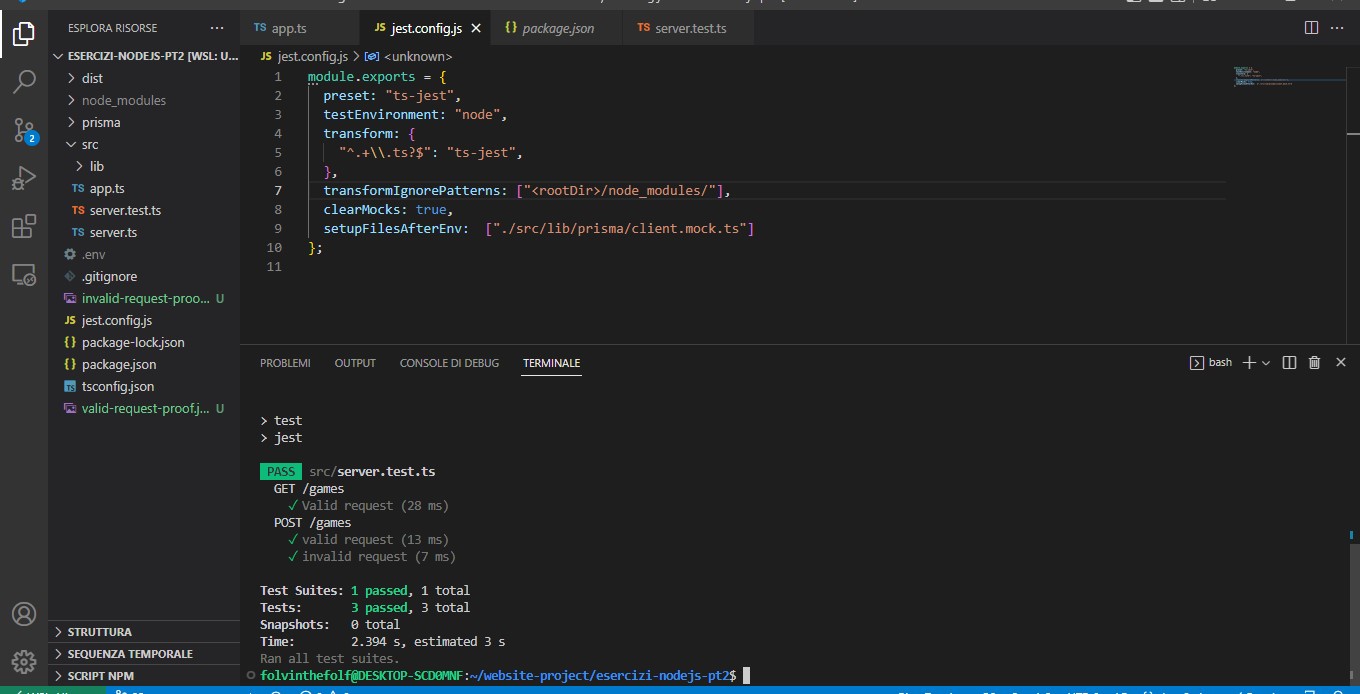 ESPLORA RISORSE ···
TS app.ts
JS jest.config.js ×
{} package.json
TS server.test.ts
ESERCIZI-NODEJS-PT2 [WSL: U...
dist
node_modules
prisma
src
lib
TS app.ts
TS server.test.ts
TS server.ts
.env
.gitignore
invalid-request-proo... U
JS jest.config.js
{} package-lock.json
{} package.json
TS tsconfig.json
valid-request-proof.j... U
STRUTTURA
SEQUENZA TEMPORALE
SCRIPT NPM
2
JS jest.config.js > <unknown>
1 module.exports = {
2 preset: "ts-jest",
3 testEnvironment: "node",
4 transform: {
5 "^.+\\.ts?$": "ts-jest",
6 },
7 transformIgnorePatterns: ["<rootDir>/node_modules/"],
8 clearMocks: true,
9 setupFilesAfterEnv: ["./src/lib/prisma/client.mock.ts"]
10 };
11
PROBLEMI OUTPUT CONSOLE DI DEBUG TERMINALE
bash
> test
> jest
PASS src/server.test.ts
GET /games
✓ Valid request (28 ms)
POST /games
✓ valid request (13 ms)
✓ invalid request (7 ms)
Test Suites: 1 passed, 1 total
Tests: 3 passed, 3 total
Snapshots: 0 total
Time: 2.394 s, estimated 3 s
Ran all test suites.
folvinthefolf@DESKTOP-SCD0MNF:~/website-project/esercizi-nodejs-pt2$